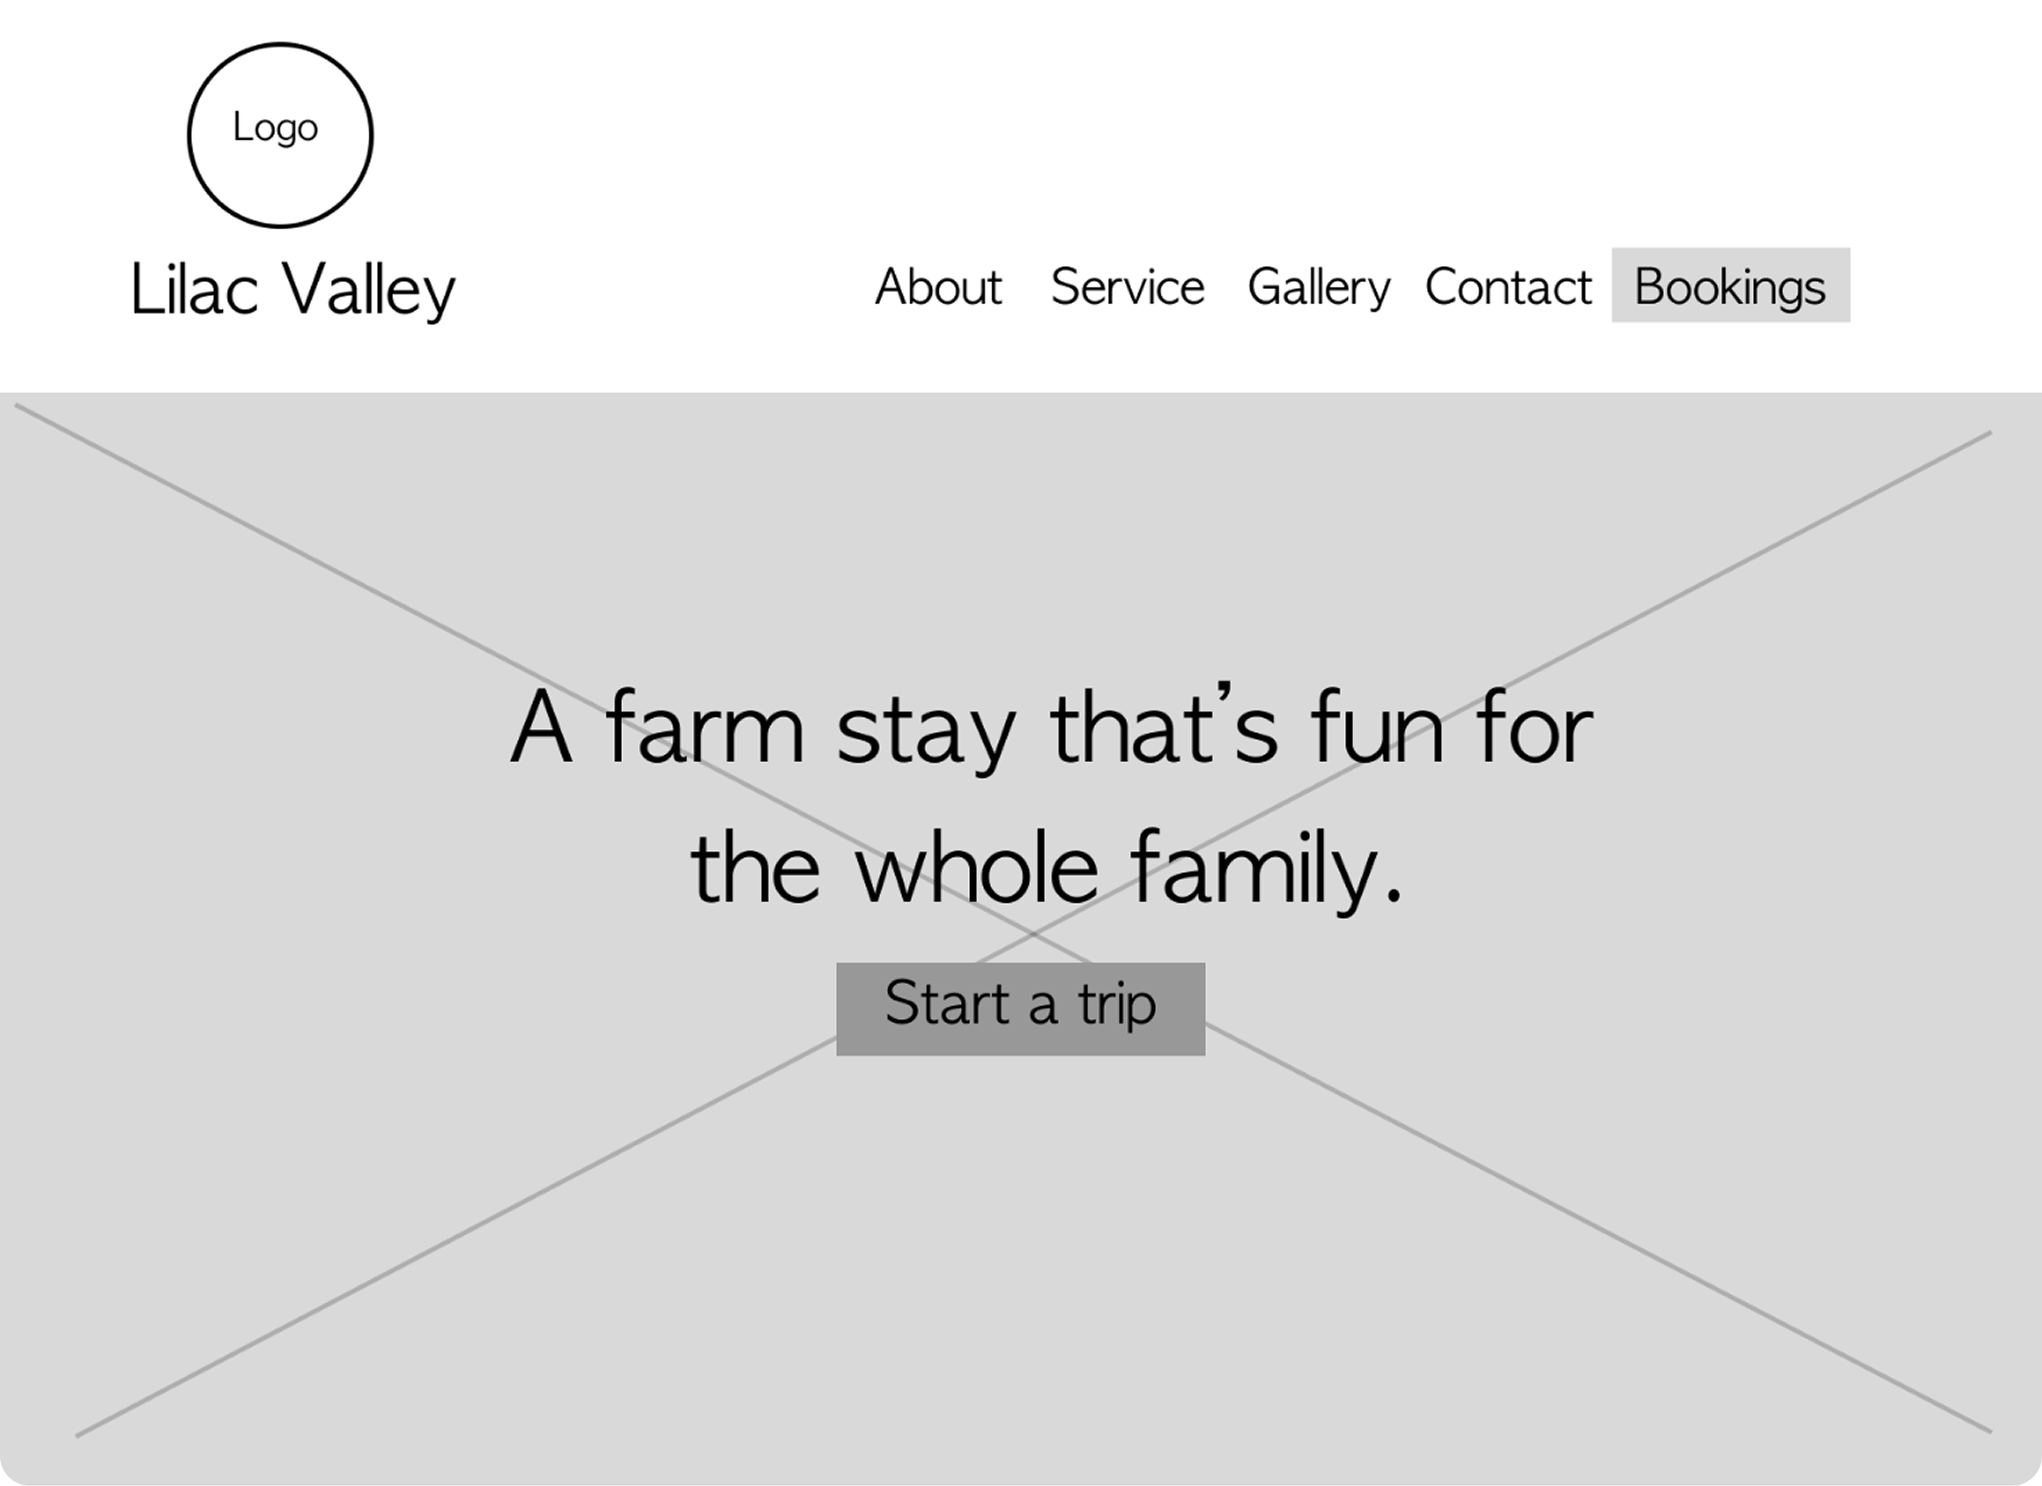 Logo
Lilac Valley
About Service Gallery Contact Bookings
A farm stay that’s fun for
the whole family.
Start a trip